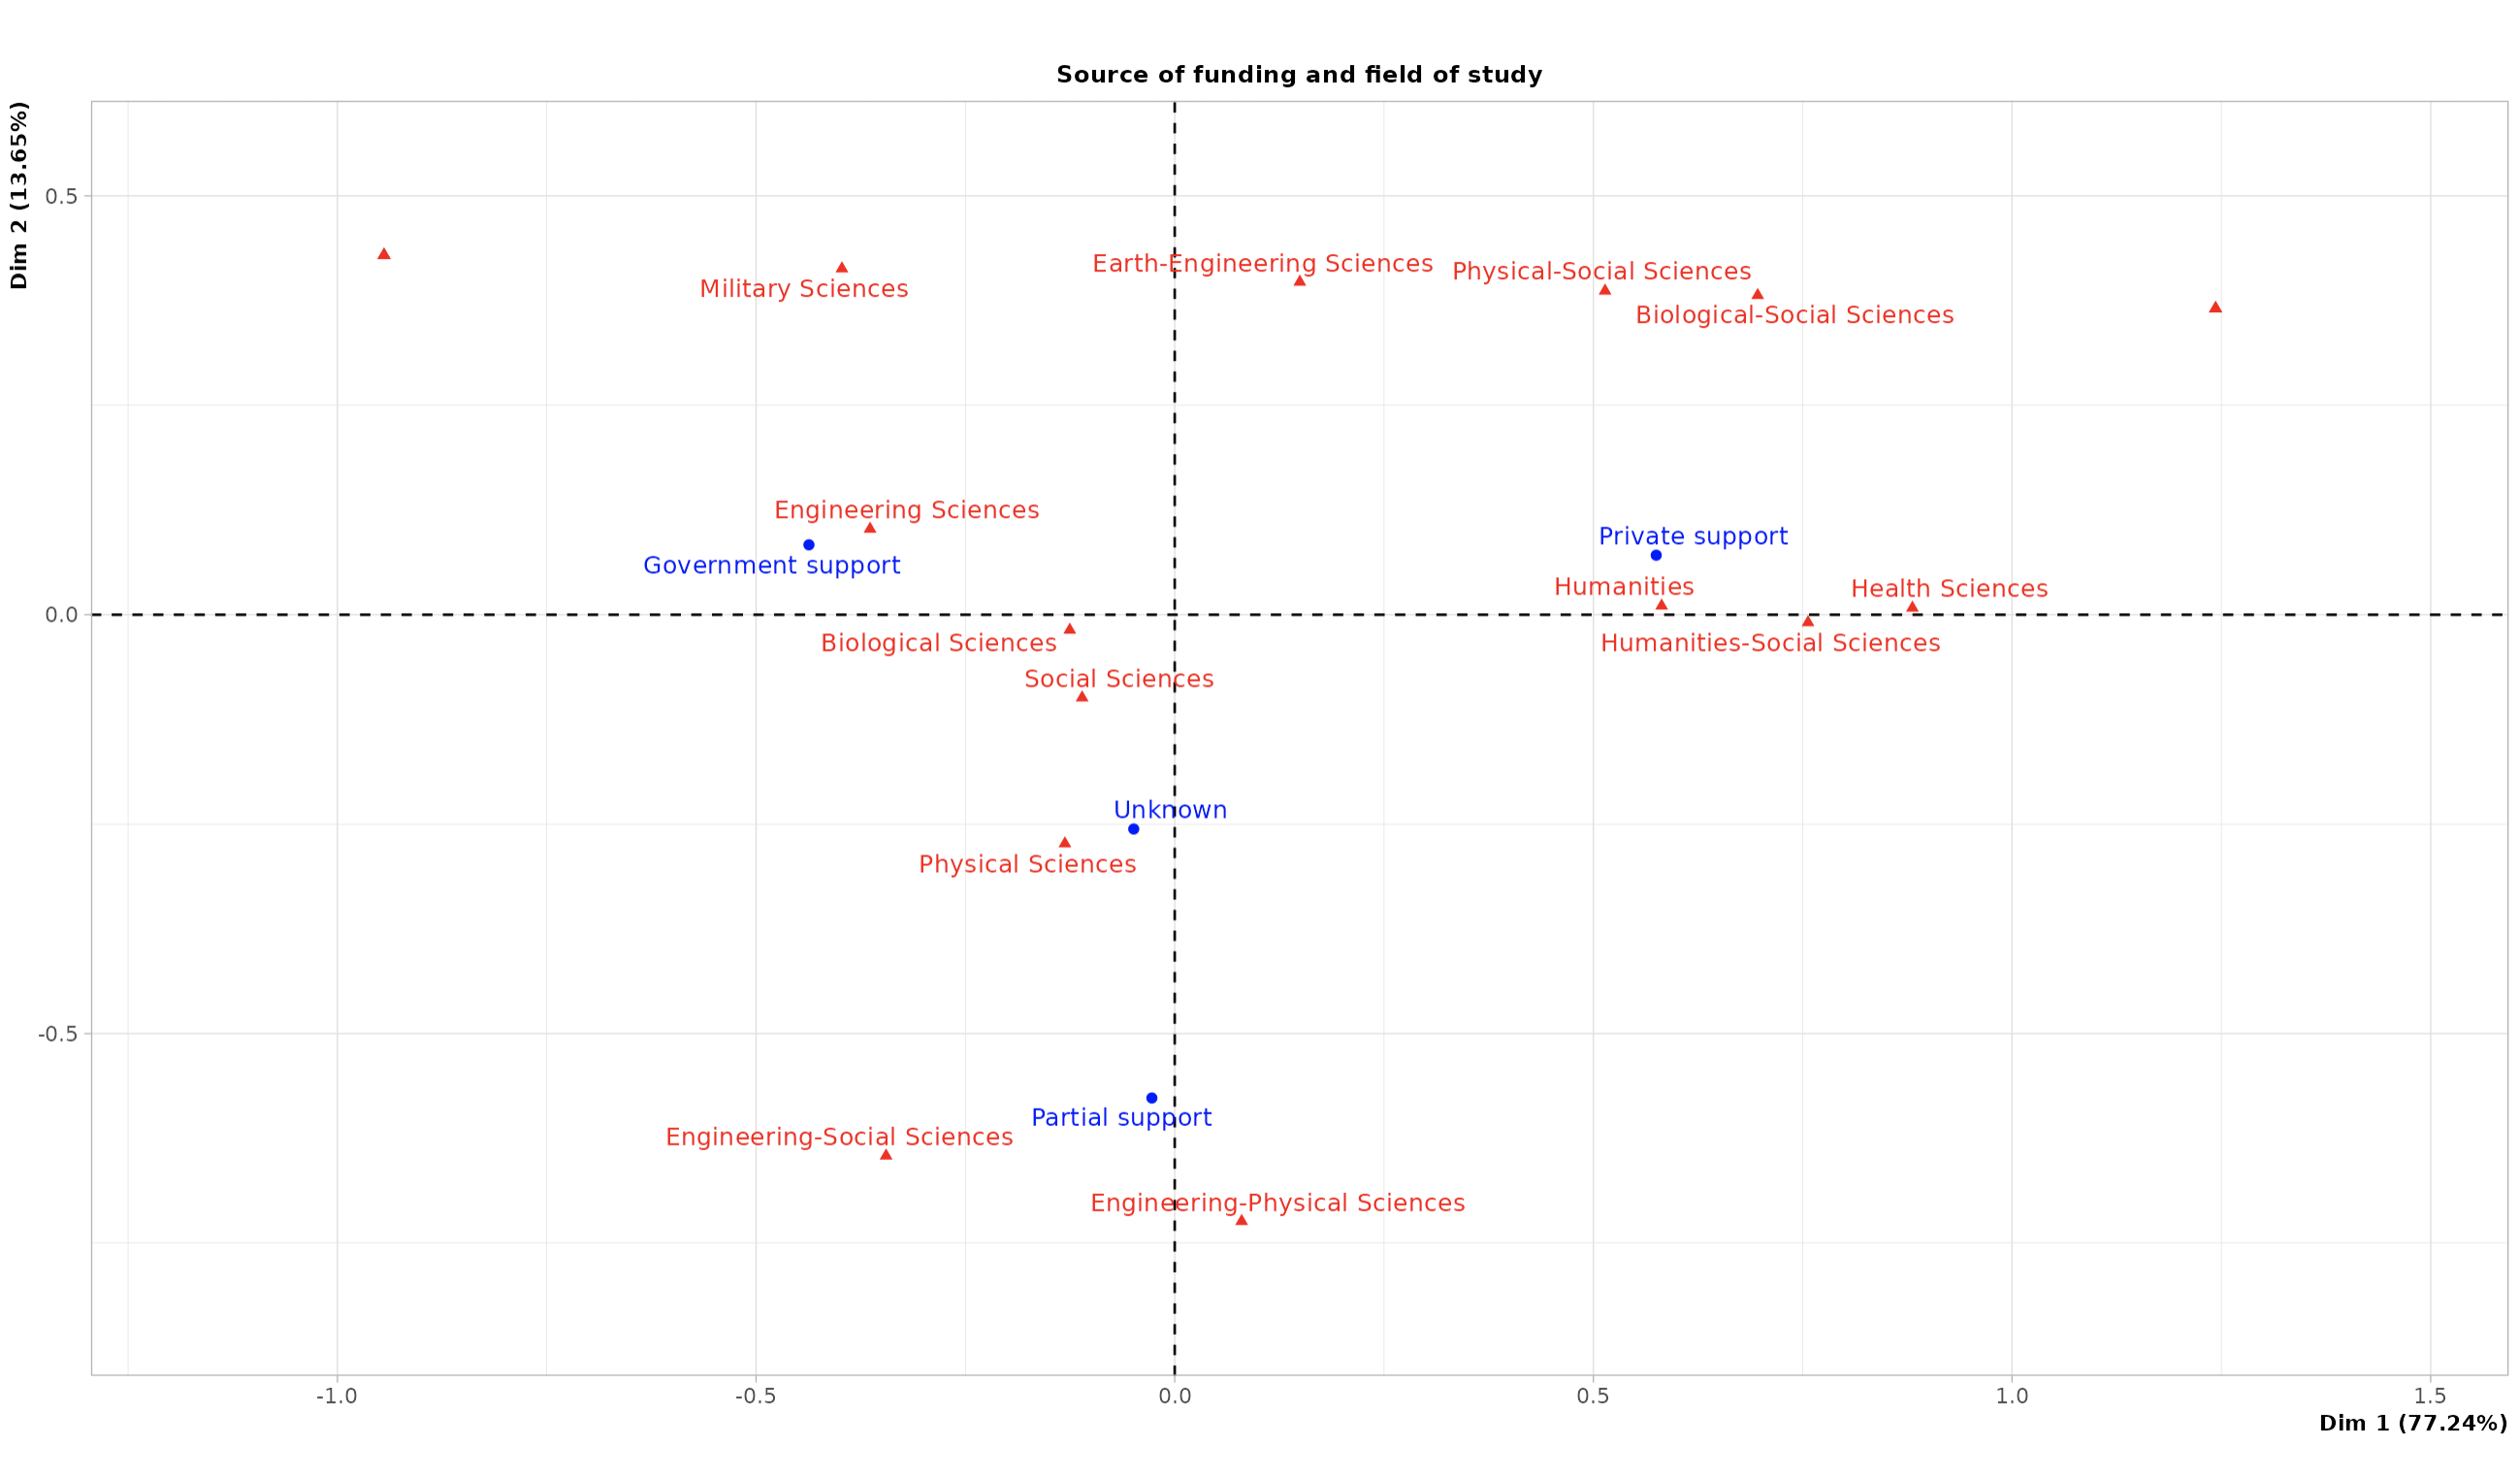 Source of funding and field of study
Dim 2 (13.65%)
0.5
Earth-Engineering Sciences
Physical-Social Sciences
Military Sciences
Biological-Social Sciences
Engineering Sciences
Private support
Government support
Humanities
Health Sciences
0.0
Biological Sciences
Humanities-Social Sciences
Social Sciences
Unknown
Physical Sciences
-0.5
Partial support
Engineering-Social Sciences
Engineering-Physical Sciences
-1.0 -0.5 0.0 0.5 1.0 1.5
Dim 1 (77.24%)